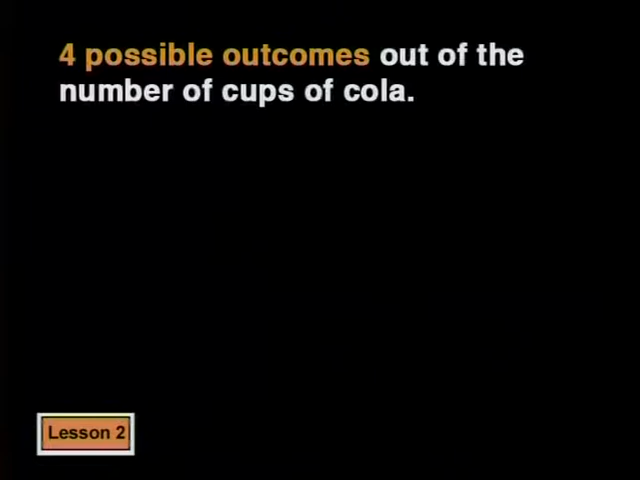 4 possible outcomes out of the
number of cups of cola.
Lesson 2